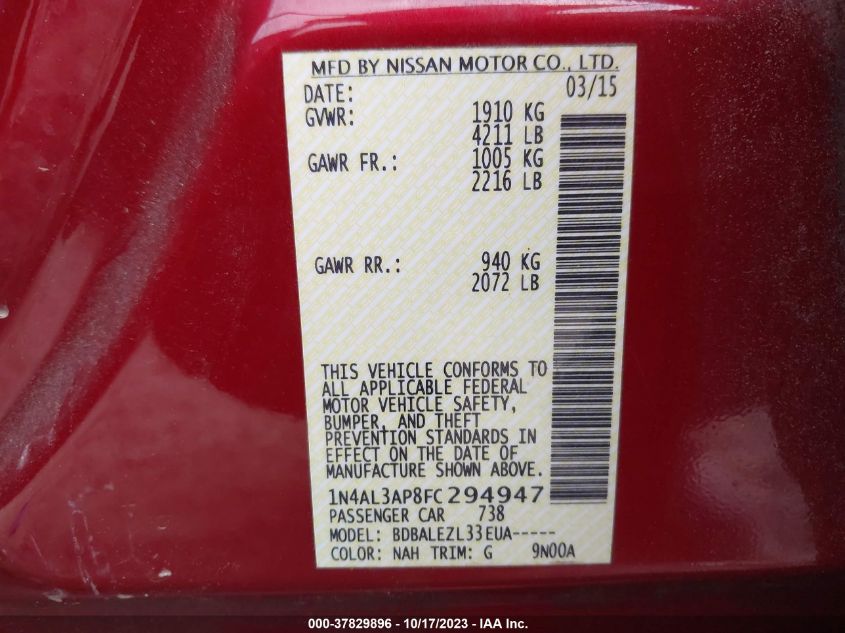 MFD BY NISSAN MOTOR CO., LTD.
DATE: 03/15
GVWR: 1910 KG
4211 LB
GAWR FR.: 1005 KG
2216 LB
GAWR RR.: 940 KG
2072 LB
THIS VEHICLE CONFORMS TO
ALL APPLICABLE FEDERAL
MOTOR VEHICLE SAFETY,
BUMPER, AND THEFT
PREVENTION STANDARDS IN
EFFECT ON THE DATE OF
MANUFACTURE SHOWN ABOVE.
1N4AL3AP8FC294947
PASSENGER CAR 738
MODEL: BDBALEZL33EUA-----
COLOR: NAH TRIM: G 9N00A
000-37829896 - 10/17/2023 - IAA Inc.